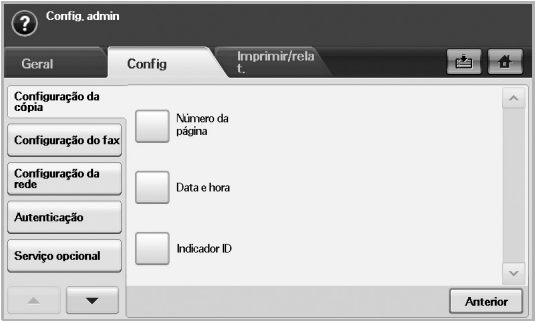 ?
Config. admin
Geral
Config
Imprimir/rela
t.
Configuração da
cópia
Configuração do fax
Configuração da
rede
Autenticação
Serviço opcional
Número da
página
Data e hora
Indicador ID
Anterior